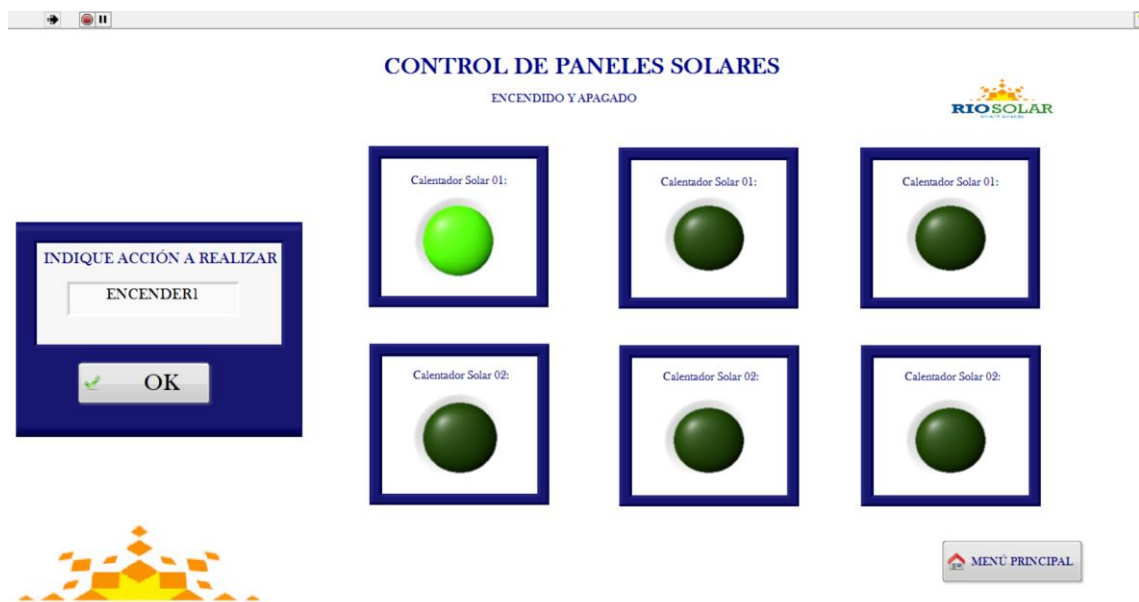 CONTROL DE PANELES SOLARES
ENCENDIDO Y APAGADO
RIOSOLAR
Calentador Solar 01:
Calentador Solar 01:
Calentador Solar 01:
INDIQUE ACCIÓN A REALIZAR
ENCENDER1
OK
Calentador Solar 02:
Calentador Solar 02:
Calentador Solar 02:
MENÚ PRINCIPAL